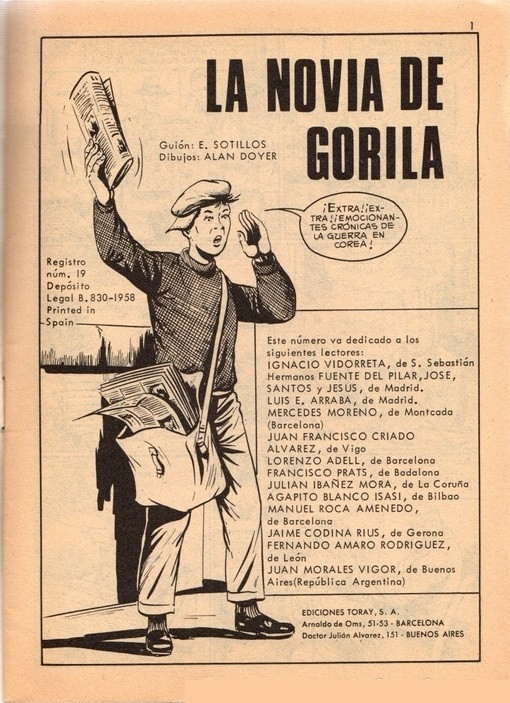 1
LA NOVIA DE
GORILA
Guión: E. SOTILLOS
Dibujos: ALAN DOYER
¡EXTRA!¡EX-
TRA!¡EMOCIONAN-
TES CRÓNICAS DE
LA GUERRA EN
COREA!
Registro
núm. 19
Depósito
Legal B. 830-1958
Printed in
Spain
Este número va dedicado a los
siguientes lectores:
IGNACIO VIDORRETA, de S. Sebastián
Hermanos FUENTE DEL PILAR, JOSE,
SANTOS y JESUS, de Madrid.
LUIS E. ARRABA, de Madrid.
MERCEDES MORENO, de Montcada
(Barcelona)
JUAN FRANCISCO CRIADO
ALVAREZ, de Vigo
LORENZO ADELL, de Barcelona
FRANCISCO PRATS, de Badalona
JULIAN IBAÑEZ MORA, de La Coruña
AGAPITO BLANCO ISASI, de Bilbao
MANUEL ROCA AMENEDO,
de Barcelona
JAIME CODINA RIUS, de Gerona
FERNANDO AMARO RODRIGUEZ,
de León
JUAN MORALES VIGOR, de Buenos
Aires(República Argentina)
EDICIONES TORAY, S. A.
Arnaldo de Oms, 51-53 - BARCELONA
Doctor Julián Alvarez, 151 - BUENOS AIRES